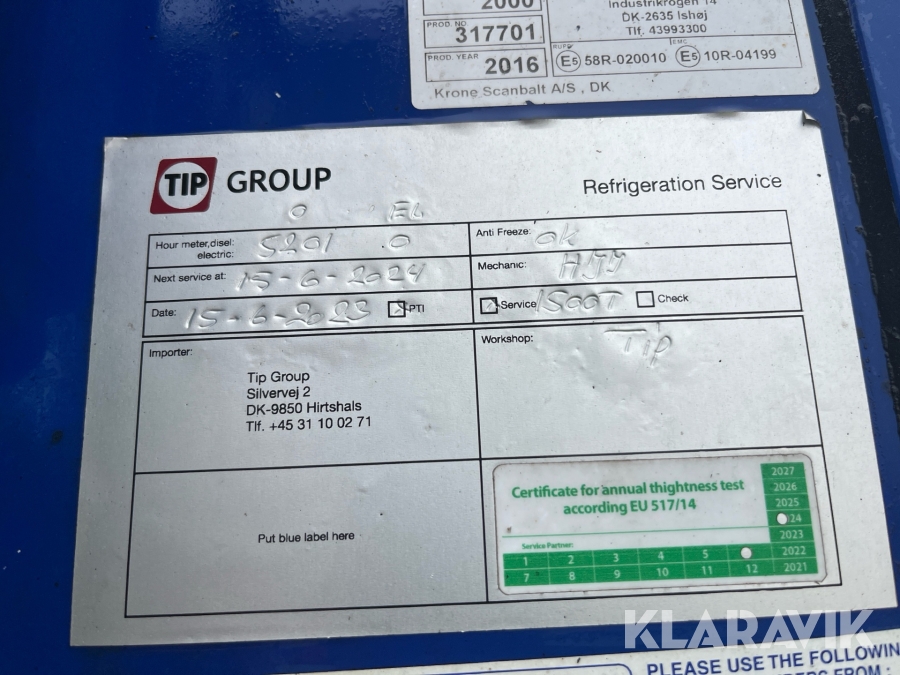 2000
Industrikrogen 14
DK-2635 Ishøj
Tlf. 43993300
PROD. NO
317701
PROD. YEAR
2016
E5 58R-020010
EMC
E5 10R-04199
Krone Scanbalt A/S , DK
TIP GROUP
Refrigeration Service
0 EL
Hour meter,disel: 5201 0
electric:
Anti Freeze: OK
Next service at: 15-6-2024
Mechanic:
Date: 15-6-2023 PTI
Service 1500T Check
Importer:
Workshop: Tip
Tip Group
Silvervej 2
DK-9850 Hirtshals
Tlf. +45 31 10 02 71
Put blue label here
Certificate for annual thightness test
according EU 517/14
Service Partner:
2027
2026
2025
24
2023
1 2 3 4 5 2022
7 8 9 10 11 12 2021
KLARAVIK
PLEASE USE THE FOLLOWIN